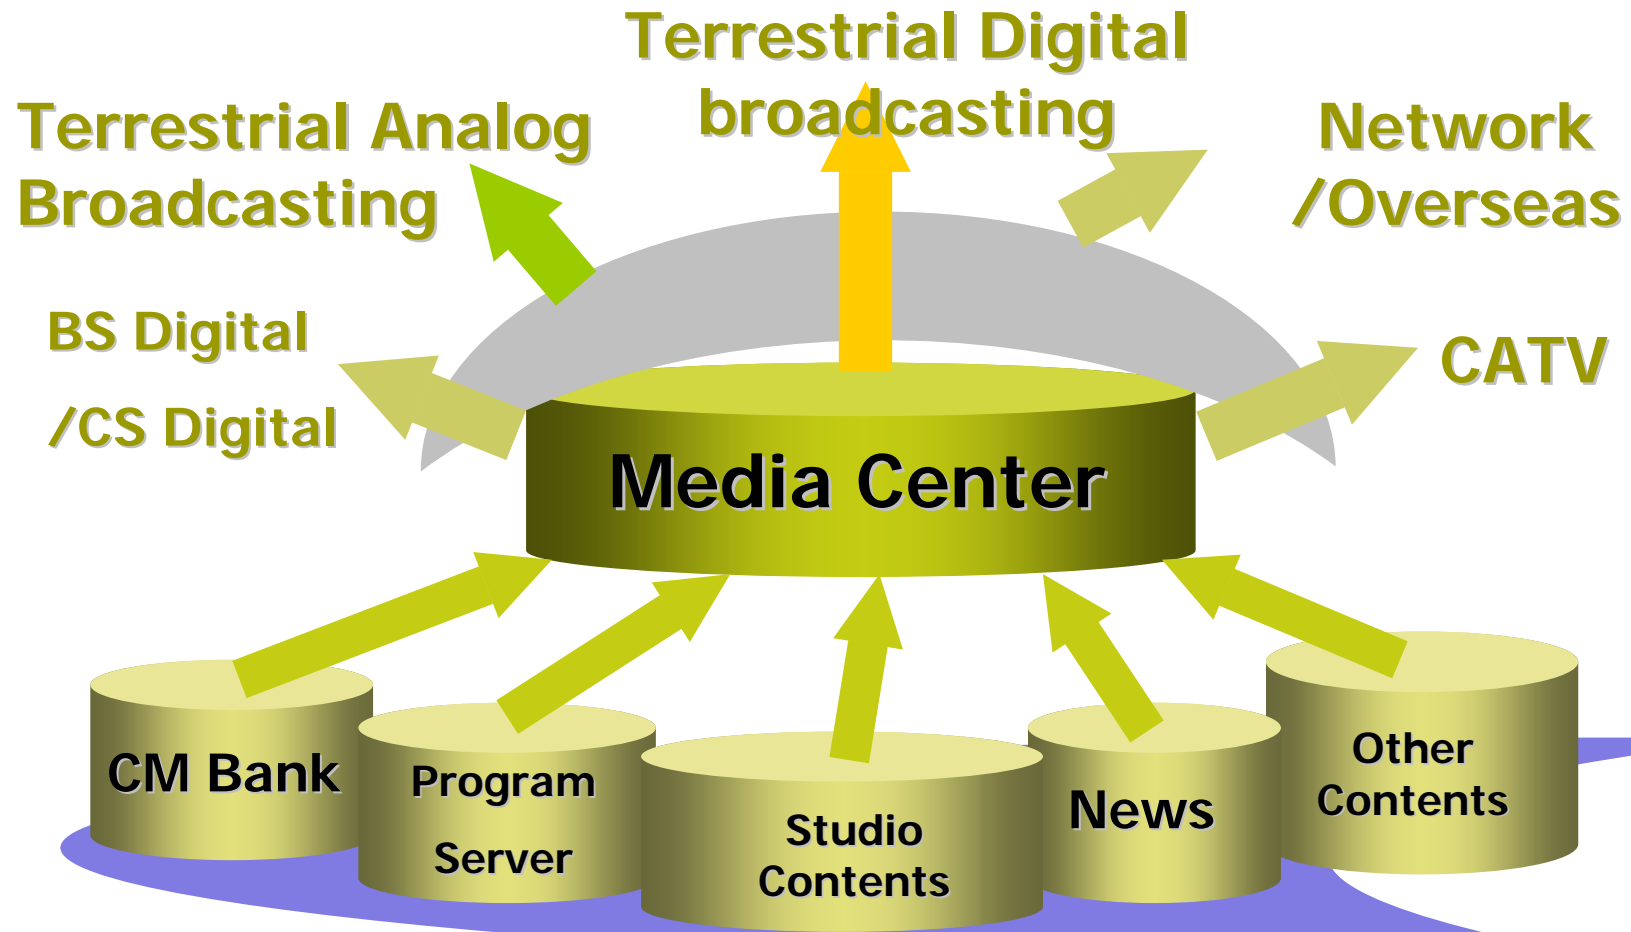 Terrestrial Digital
broadcasting
Terrestrial Analog
Broadcasting
Network
/Overseas
BS Digital
/CS Digital
CATV
Media Center
CM Bank
Program
Server
Studio
Contents
News
Other
Contents